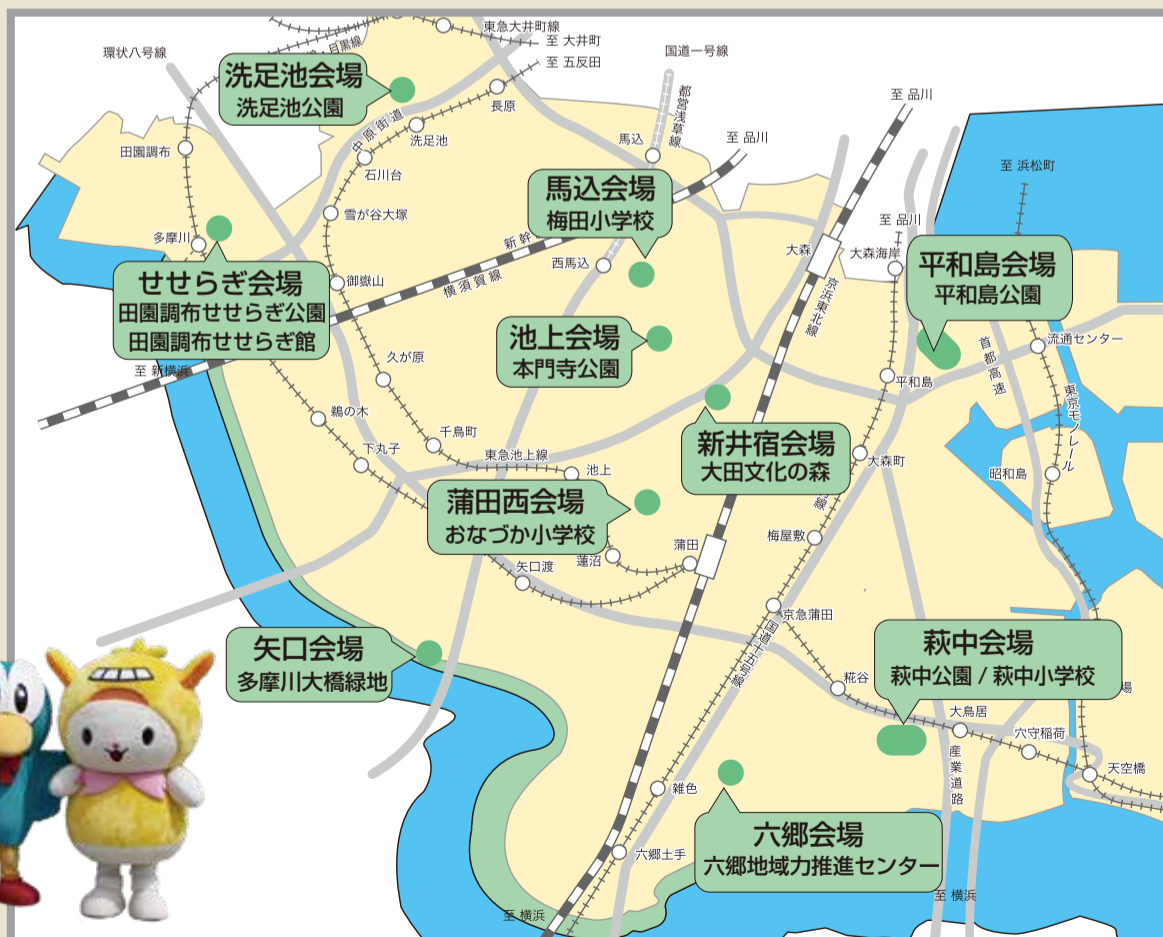 東急大井町線
至 大井町
環状八号線
・目黒線
国道一号線
至 五反田
洗足池会場
洗足池公園
長原
都営浅草線
至 品川
中原街道
洗足池
馬込
至 品川
田園調布
石川台
至 浜松町
馬込会場
梅田小学校
雪が谷大塚
至 品川
多摩川
新幹
西馬込
大森
大森海岸
平和島会場
平和島公園
せせらぎ会場
田園調布せせらぎ公園
田園調布せせらぎ館
御嶽山
横須賀線
京浜東北線
池上会場
本門寺公園
首都高速
流通センター
至 新横浜
久が原
平和島
東京モノレール
鵜の木
千鳥町
新井宿会場
大田文化の森
下丸子
東急池上線
池上
大森町
昭和島
蒲田西会場
おなづか小学校
線
梅屋敷
蒲田
蓮沼
矢口渡
京急蒲田
国道十五号線
矢口会場
多摩川大橋緑地
萩中会場
萩中公園 / 萩中小学校
糀谷
場
大鳥居
穴守稲荷
産業道路
天空橋
雑色
六郷会場
六郷地域力推進センター
六郷土手
至 横浜
至 横浜